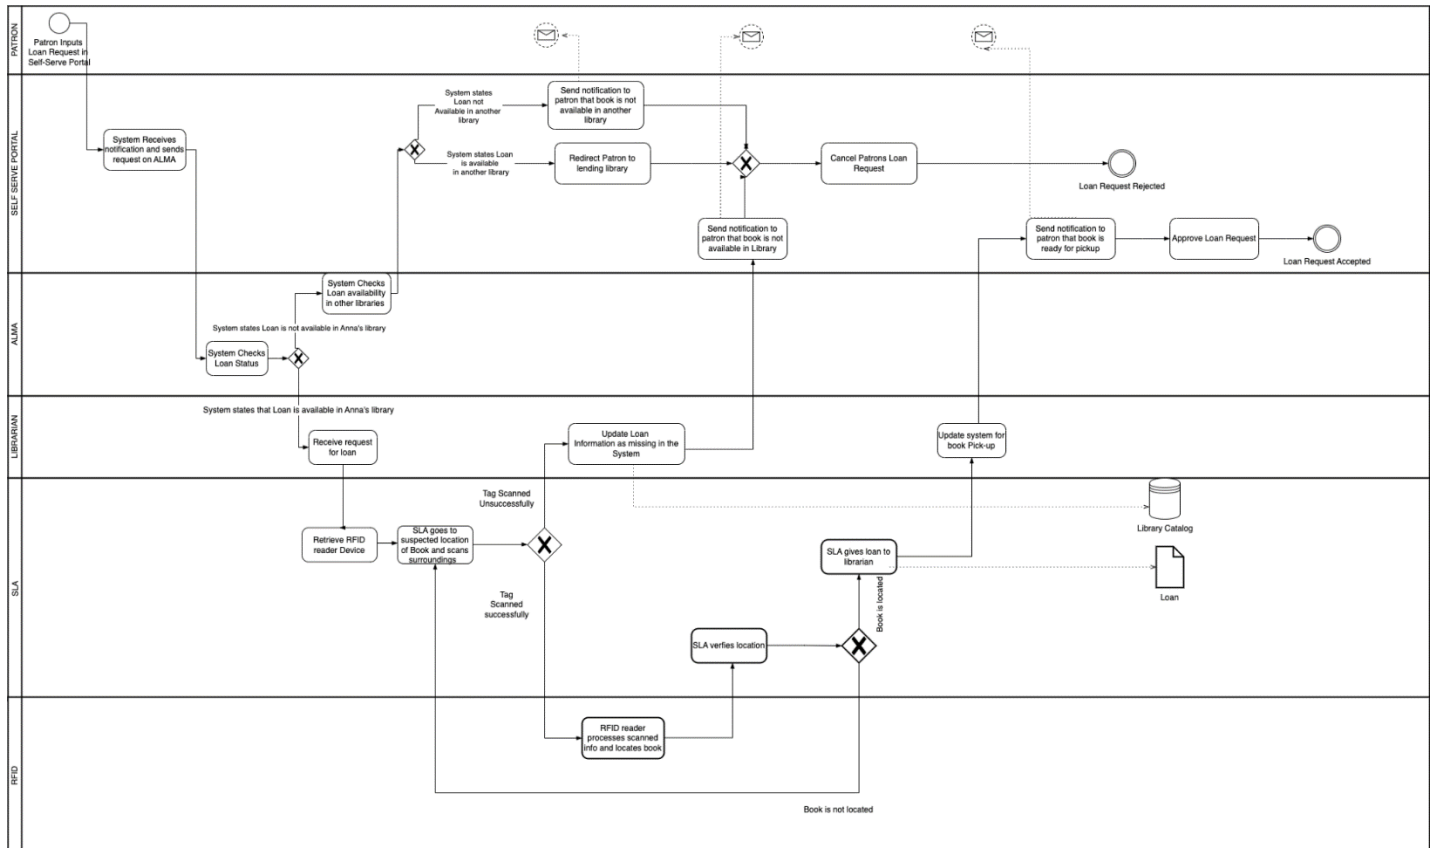 PATRON
Patron Inputs
Loan Request in
Self-Serve Portal
SELF SERVE PORTAL
System Receives
notification and sends
request on ALMA
System states
Loan not
Available in another
library
Send notification to
patron that book is not
available in another
library
System states Loan
is available
in another library
Redirect Patron to
lending library
Cancel Patrons Loan
Request
Loan Request Rejected
Send notification to
patron that book is not
available in Library
Send notification to
patron that book is
ready for pickup
Approve Loan Request
Loan Request Accepted
ALMA
System Checks
Loan availability
in other libraries
System states Loan is not available in Anna's library
System Checks
Loan Status
System states that Loan is available in Anna's library
LIBRARIAN
Receive request
for loan
Update Loan
Information as missing in the
System
Update system for
book Pick-up
SLA
Tag Scanned
Unsuccessfully
Library Catalog
Retrieve RFID
reader Device
SLA goes to
suspected location
of Book and scans
surroundings
SLA gives loan to
librarian
Loan
Tag
Scanned
successfully
Book is located
SLA verfies location
RFID
RFID reader
processes scanned
info and locates book
Book is not located